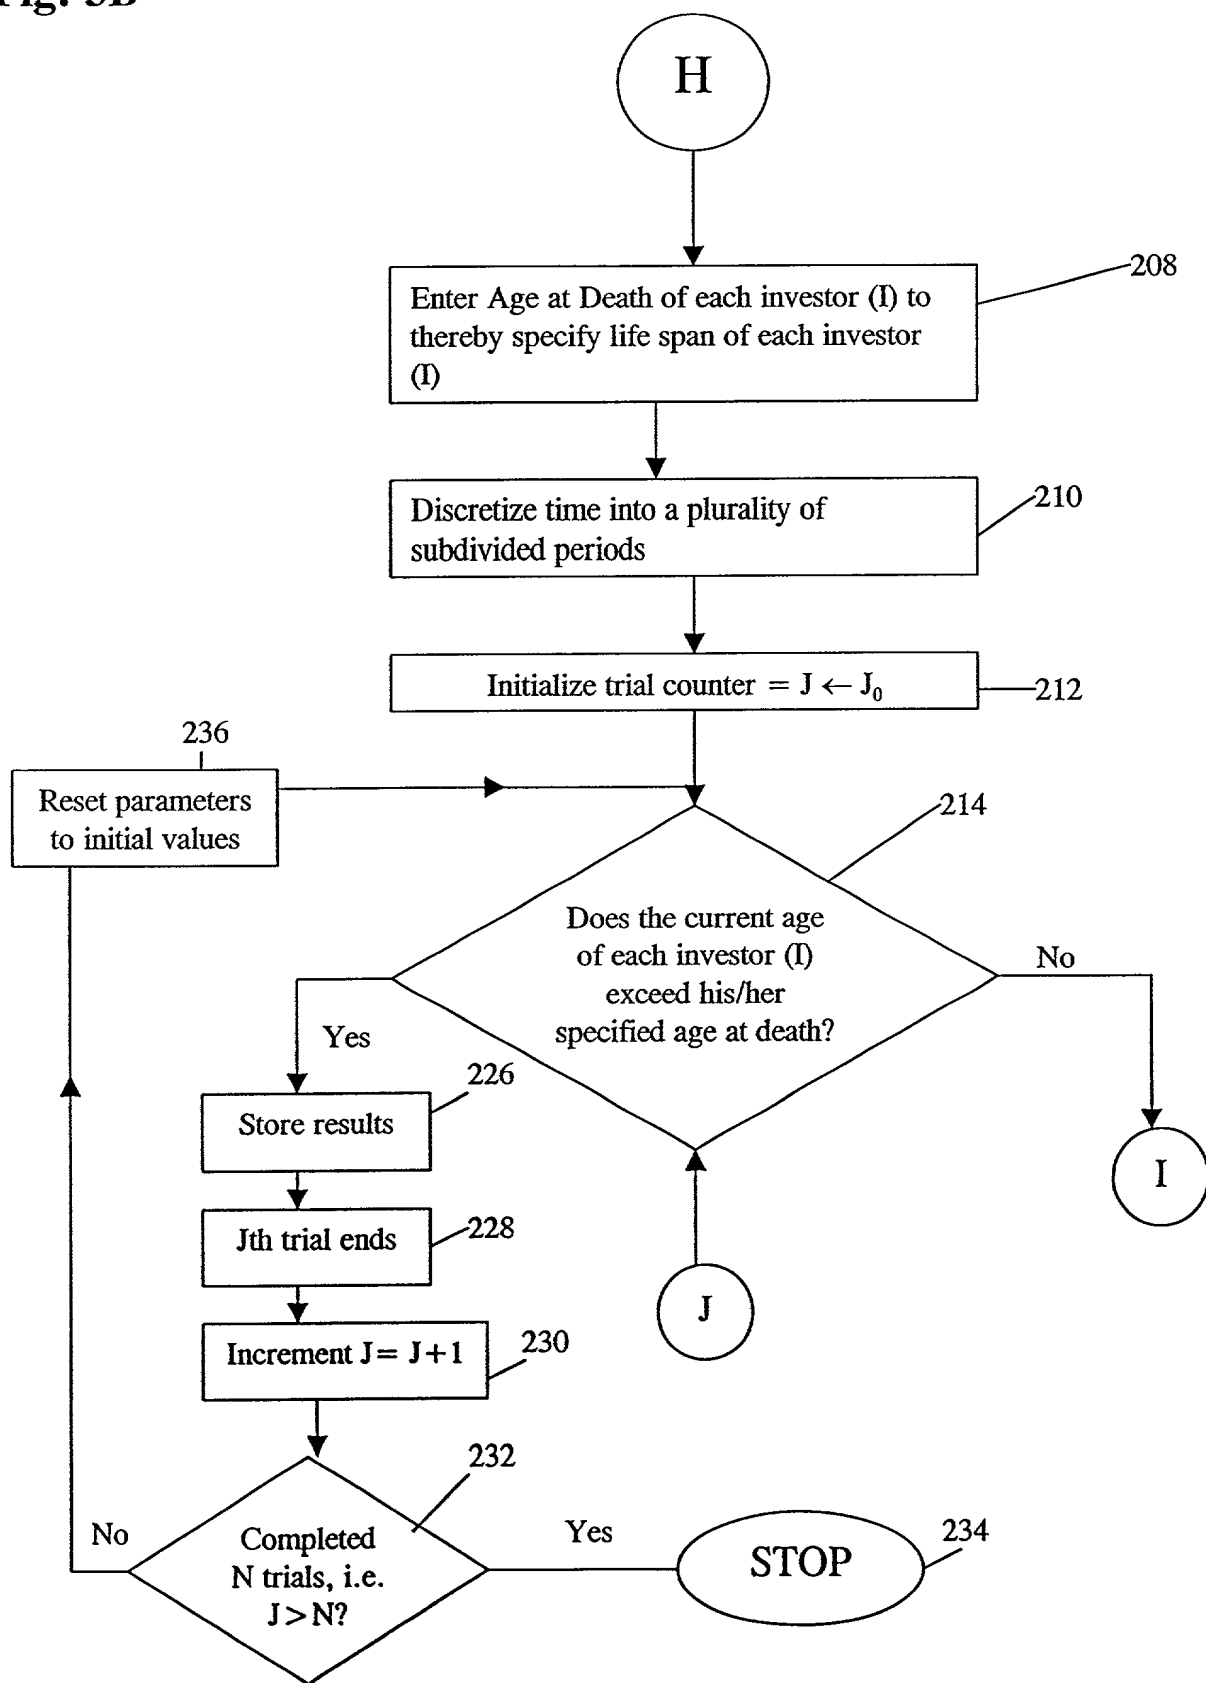 Fig. 5B
H
208
Enter Age at Death of each investor (I) to
thereby specify life span of each investor
(I)
210
Discretize time into a plurality of
subdivided periods
Initialize trial counter = J ← J₀
212
236
Reset parameters
to initial values
214
Does the current age
of each investor (I)
exceed his/her
specified age at death?
No
Yes
I
226
Store results
Jth trial ends
228
J
Increment J= J+1
230
232
No
Completed
N trials, i.e.
J>N?
Yes
STOP
234